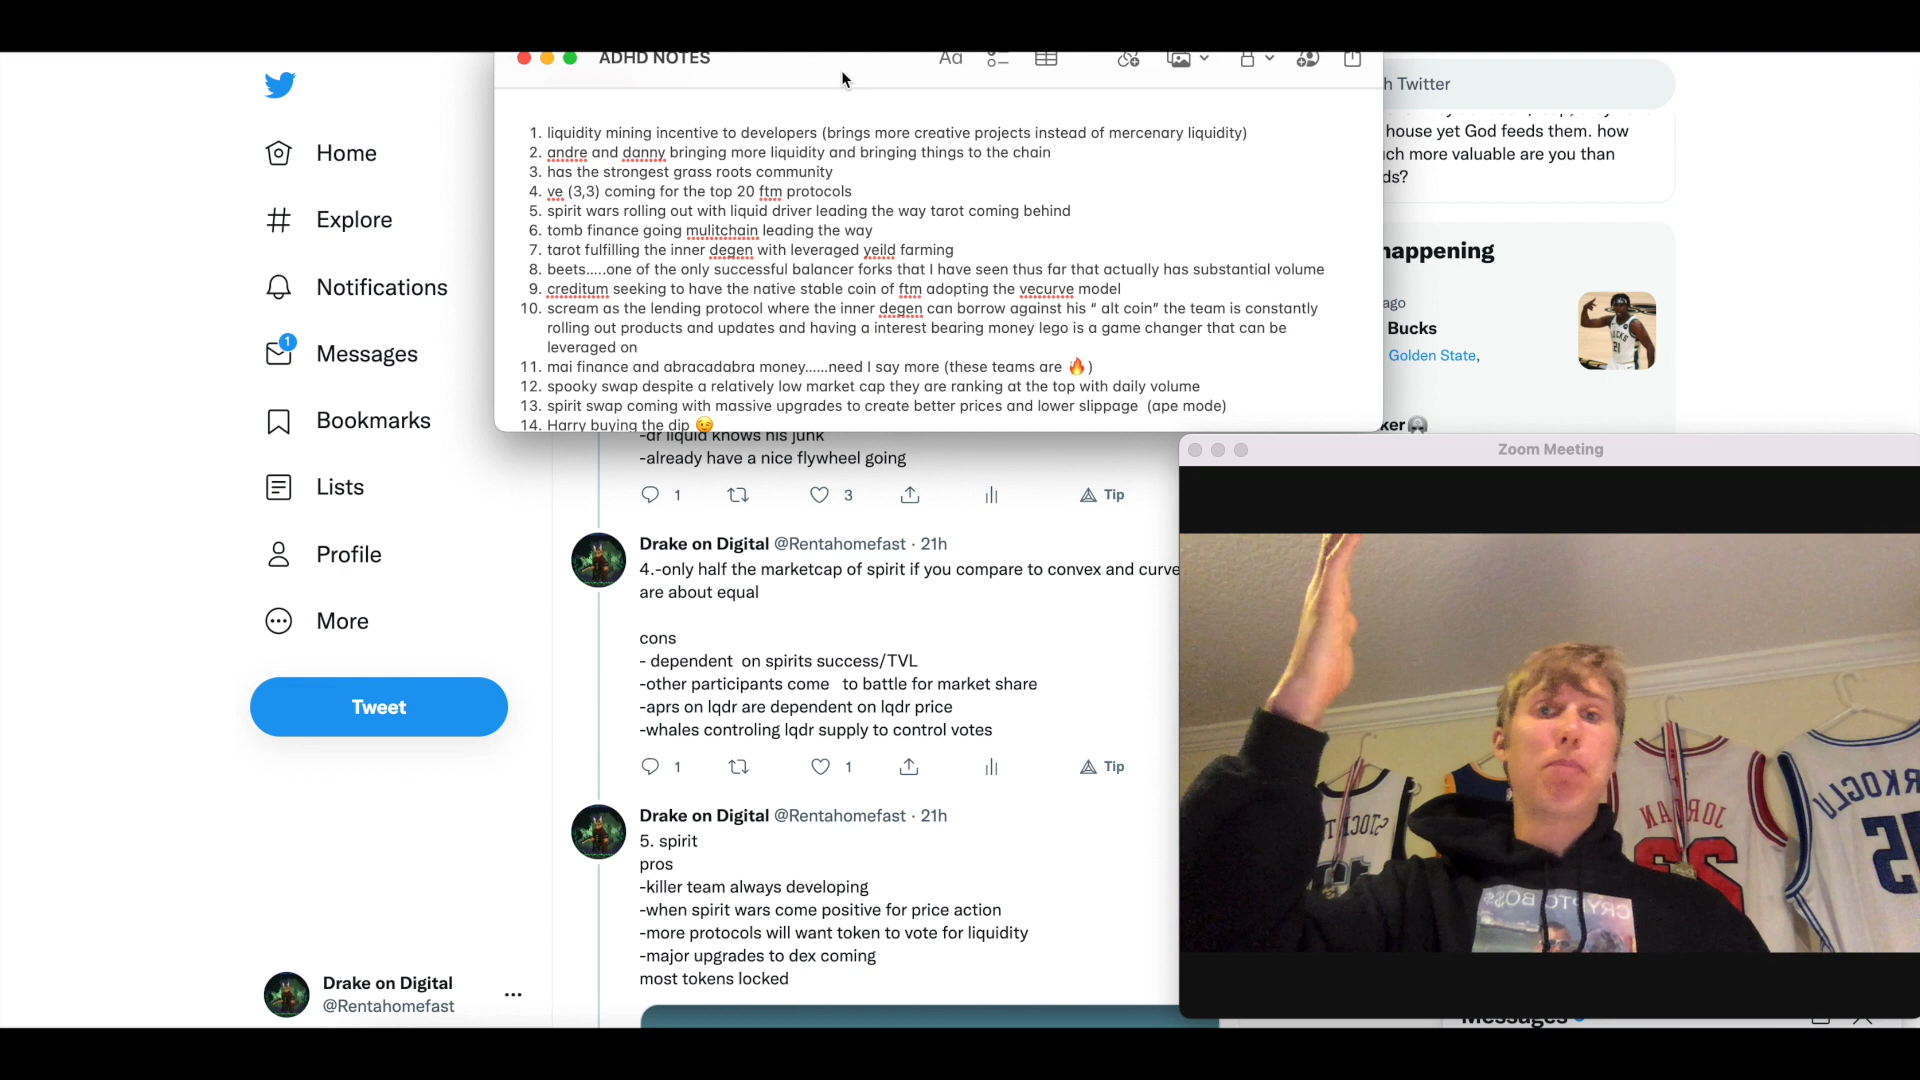 ADHD NOTES
Aa
1. liquidity mining incentive to developers (brings more creative projects instead of mercenary liquidity)
2. andre and danny bringing more liquidity and bringing things to the chain
3. has the strongest grass roots community
4. ve (3,3) coming for the top 20 ftm protocols
5. spirit wars rolling out with liquid driver leading the way tarot coming behind
6. tomb finance going mulitchain leading the way
7. tarot fulfilling the inner degen with leveraged yeild farming
8. beets.....one of the only successful balancer forks that I have seen thus far that actually has substantial volume
9. creditum seeking to have the native stable coin of ftm adopting the vecurve model
10. scream as the lending protocol where the inner degen can borrow against his “ alt coin” the team is constantly
rolling out products and updates and having a interest bearing money lego is a game changer that can be
leveraged on
11. mai finance and abracadabra money......need I say more (these teams are 🔥)
12. spooky swap despite a relatively low market cap they are ranking at the top with daily volume
13. spirit swap coming with massive upgrades to create better prices and lower slippage (ape mode)
14. Harry buying the dip 😉
Home
Explore
Notifications
1
Messages
Bookmarks
Lists
Profile
More
Tweet
Drake on Digital
@Rentahomefast
-dr liquid knows his junk
-already have a nice flywheel going
1 3 Tip
Drake on Digital @Rentahomefast · 21h
4.-only half the marketcap of spirit if you compare to convex and curve
are about equal
cons
- dependent on spirits success/TVL
-other participants come to battle for market share
-aprs on lqdr are dependent on lqdr price
-whales controling lqdr supply to control votes
1 1 Tip
Drake on Digital @Rentahomefast · 21h
5. spirit
pros
-killer team always developing
-when spirit wars come positive for price action
-more protocols will want token to vote for liquidity
-major upgrades to dex coming
most tokens locked
h Twitter
house yet God feeds them. how
ch more valuable are you than
ds?
happening
ago
Bucks
Golden State,
BUCKS
21
ker
Zoom Meeting
JORDAN
CRYPTO BO$$
Messages